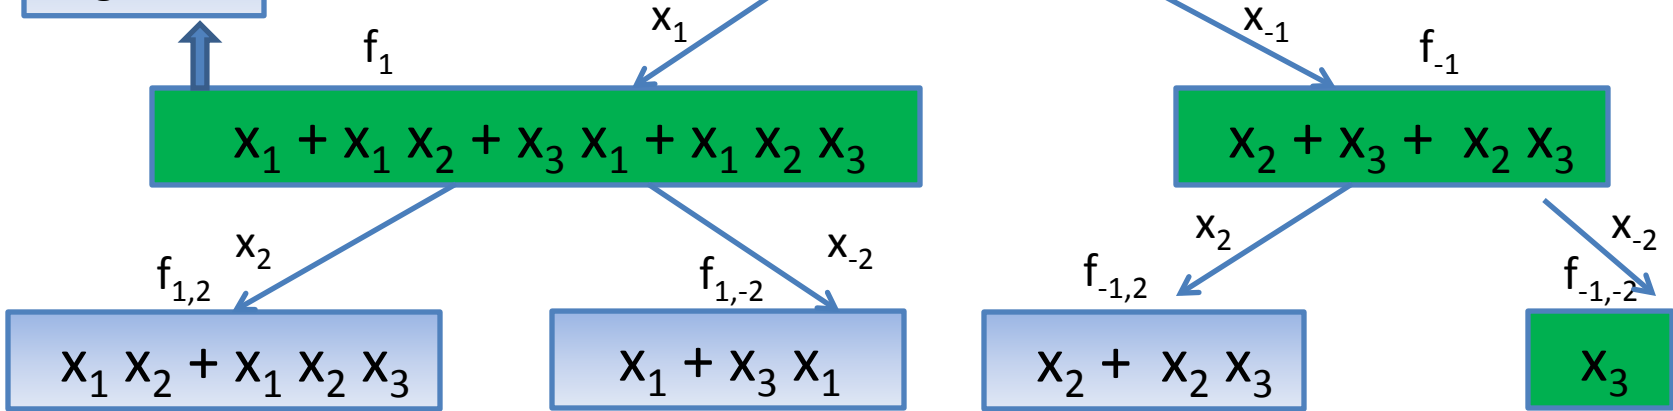 x₁ x₋₁
f₁ f₋₁
x₁ + x₁ x₂ + x₃ x₁ + x₁ x₂ x₃
x₂ + x₃ + x₂ x₃
x₂ x₋₂ x₂ x₋₂
f₁,₂ f₁,₋₂ f₋₁,₂ f₋₁,₋₂
x₁ x₂ + x₁ x₂ x₃
x₁ + x₃ x₁
x₂ + x₂ x₃
x₃